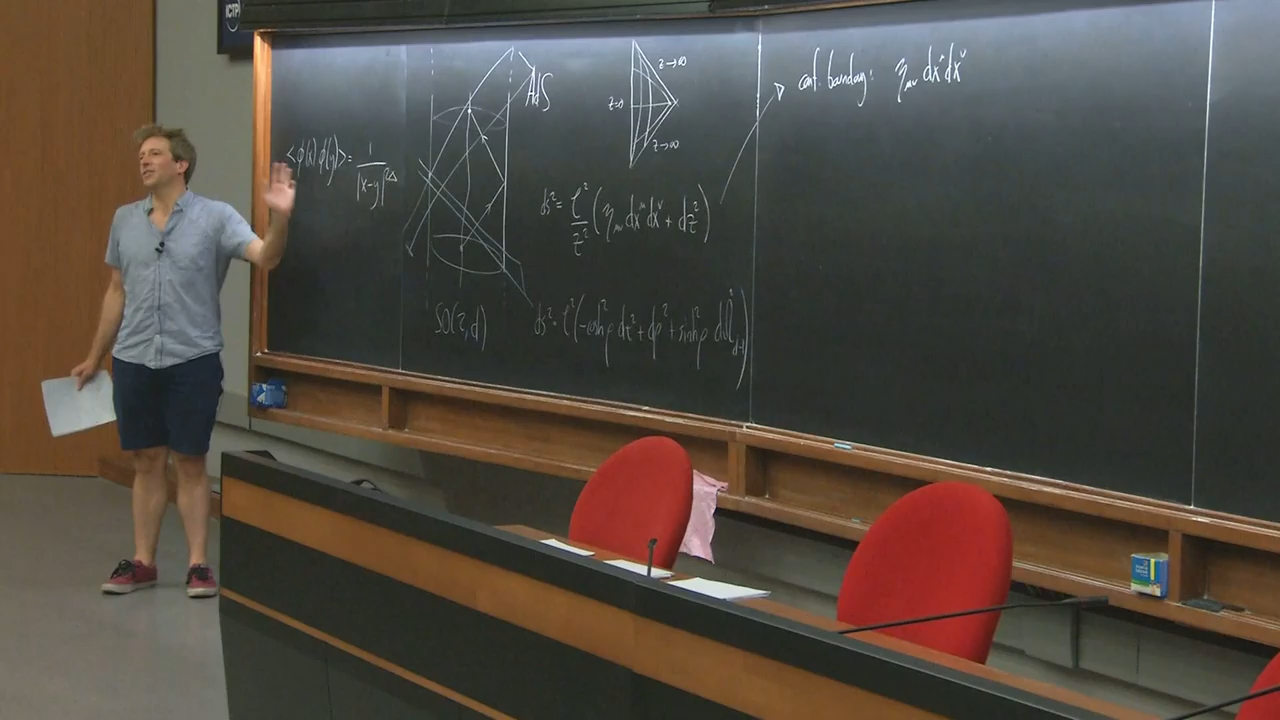 ICTP
<ϕ(x) ϕ(y)> = 1/|x-y|^{2Δ}
AdS
z→∞
z=0
z→∞
ds² = ℓ²/z² (η_{μν} dx^μ dx^ν + dz²)
SO(2,d)
ds² = ℓ² (-cosh²ρ dτ² + dρ² + sinh²ρ dΩ²_{d-1})
conf. boundary: η_{μν} dx^μ dx^ν